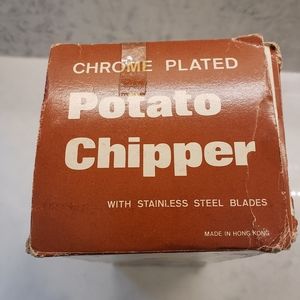 CHROME PLATED
Potato
Chipper
WITH STAINLESS STEEL BLADES
MADE IN HONG KONG